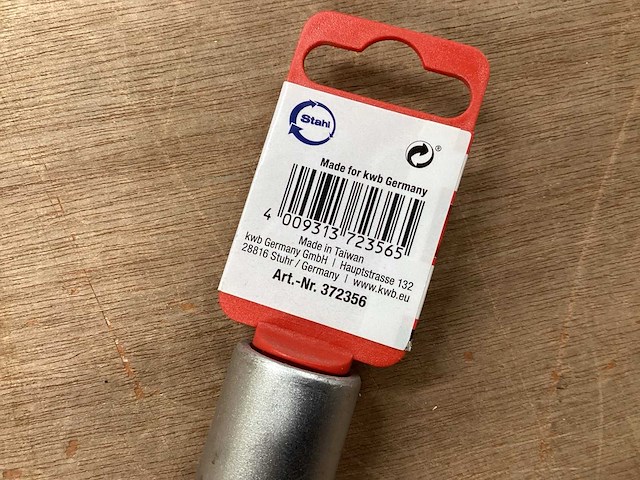 Stahl
®
Made for kwb Germany
4 009313 723565
Made in Taiwan
kwb Germany GmbH | Hauptstrasse 132
28816 Stuhr / Germany | www.kwb.eu
Art.-Nr. 372356